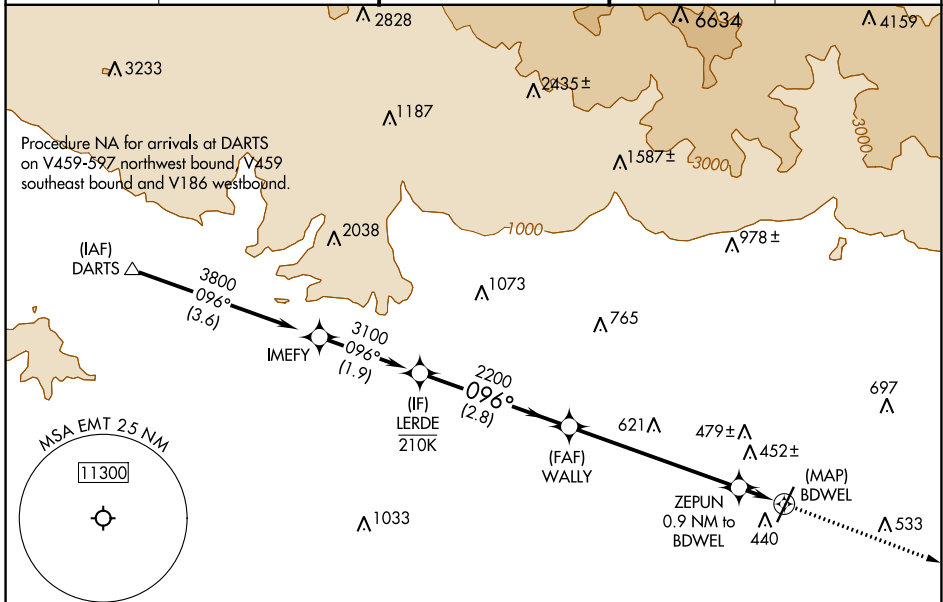 2828
6634
4159
3233
2435±
1187
3000
Procedure NA for arrivals at DARTS
on V459-597 northwest bound, V459
southeast bound and V186 westbound.
1587±
3000
2038
1000
978±
(IAF)
DARTS
3800
096°
(3.6)
1073
765
IMEFY
3100
096°
(1.9)
(IF)
LERDE
210K
2200
096°
(2.8)
697
621
479±
452±
(FAF)
WALLY
MSA EMT 25 NM
11300
(MAP)
BDWEL
ZEPUN
0.9 NM to
BDWEL
1033
440
533